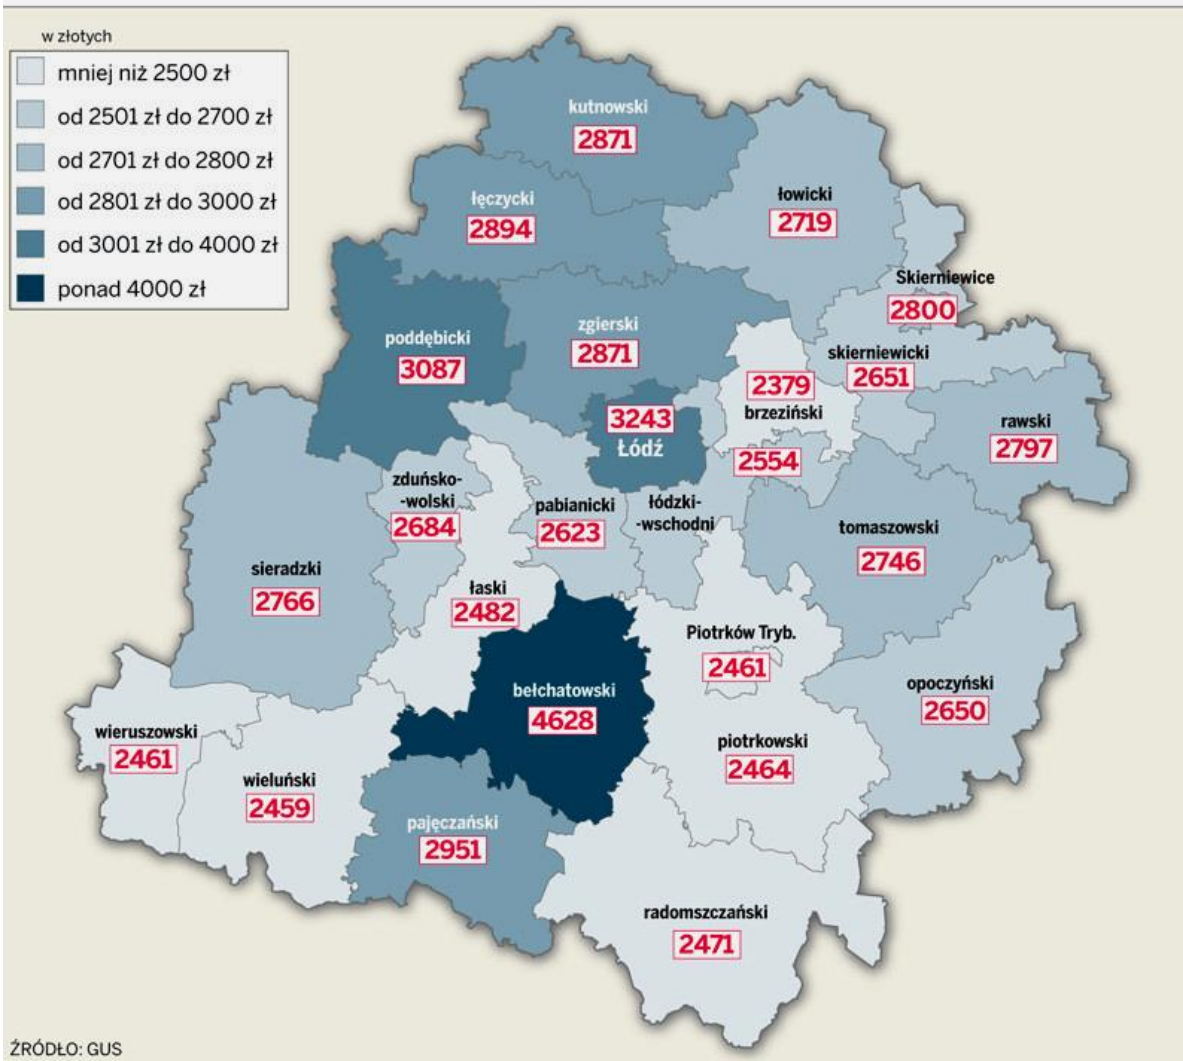 w złotych
mniej niż 2500 zł
od 2501 zł do 2700 zł
od 2701 zł do 2800 zł
od 2801 zł do 3000 zł
od 3001 zł do 4000 zł
ponad 4000 zł
kutnowski
2871
łęczycki
2894
łowicki
2719
Skierniewice
2800
poddębicki
3087
zgierski
2871
skierniewicki
2651
2379
brzeziński
3243
Łódź
rawski
2797
2554
łódzki-
-wschodni
zduńsko-
-wolski
2684
pabianicki
2623
tomaszowski
2746
sieradzki
2766
łaski
2482
Piotrków Tryb.
2461
bełchatowski
4628
opoczyński
2650
wieruszowski
2461
piotrkowski
2464
wieluński
2459
pajęczański
2951
radomszczański
2471
ŹRÓDŁO: GUS